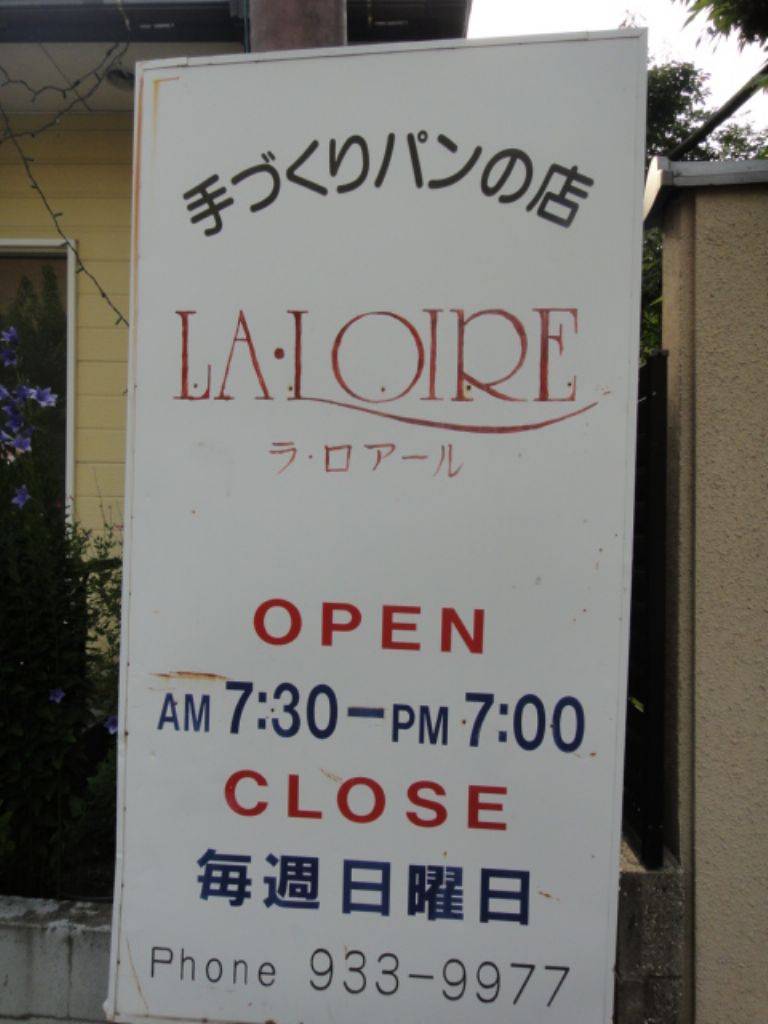 手づくりパンの店
LA・LOIRE
ラ・ロアール
OPEN
AM 7:30－PM 7:00
CLOSE
毎週日曜日
Phone 933-9977